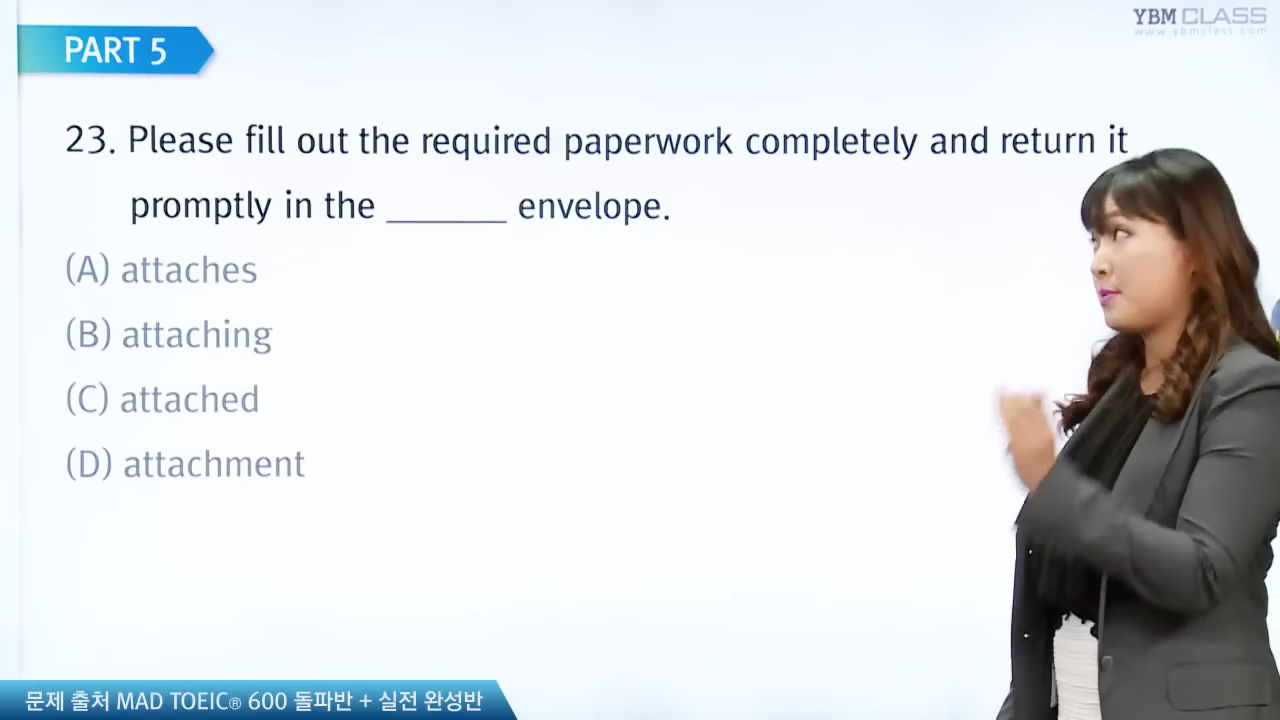 YBM CLASS
www.ybmclass.com
PART 5
23. Please fill out the required paperwork completely and return it
promptly in the ______ envelope.
(A) attaches
(B) attaching
(C) attached
(D) attachment
문제 출처 MAD TOEIC® 600 돌파반 + 실전 완성반